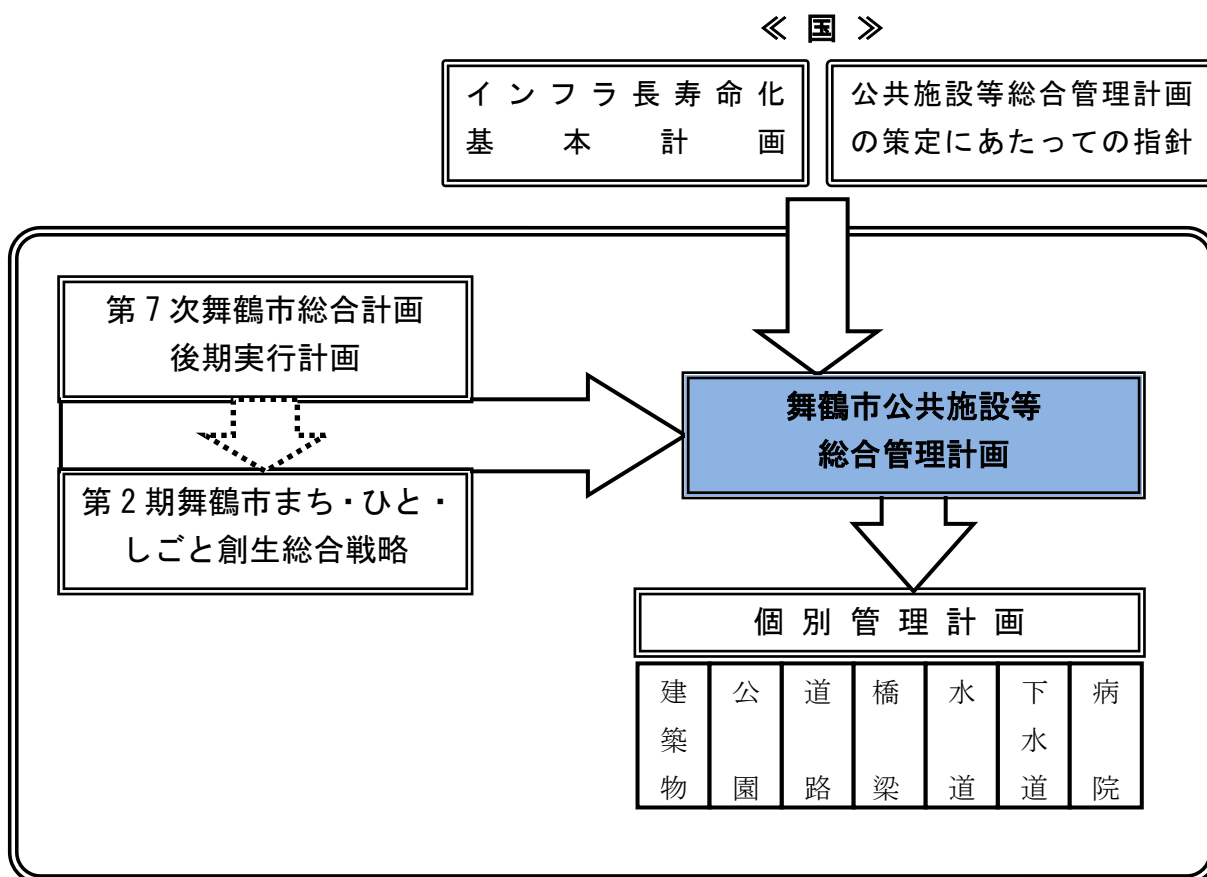 ≪ 国 ≫
インフラ長寿命化
基本計画
公共施設等総合管理計画
の策定にあたっての指針
第7次舞鶴市総合計画
後期実行計画
第2期舞鶴市まち・ひと・
しごと創生総合戦略
舞鶴市公共施設等
総合管理計画
個別管理計画
建築物
公園
道路
橋梁
水道
下水道
病院